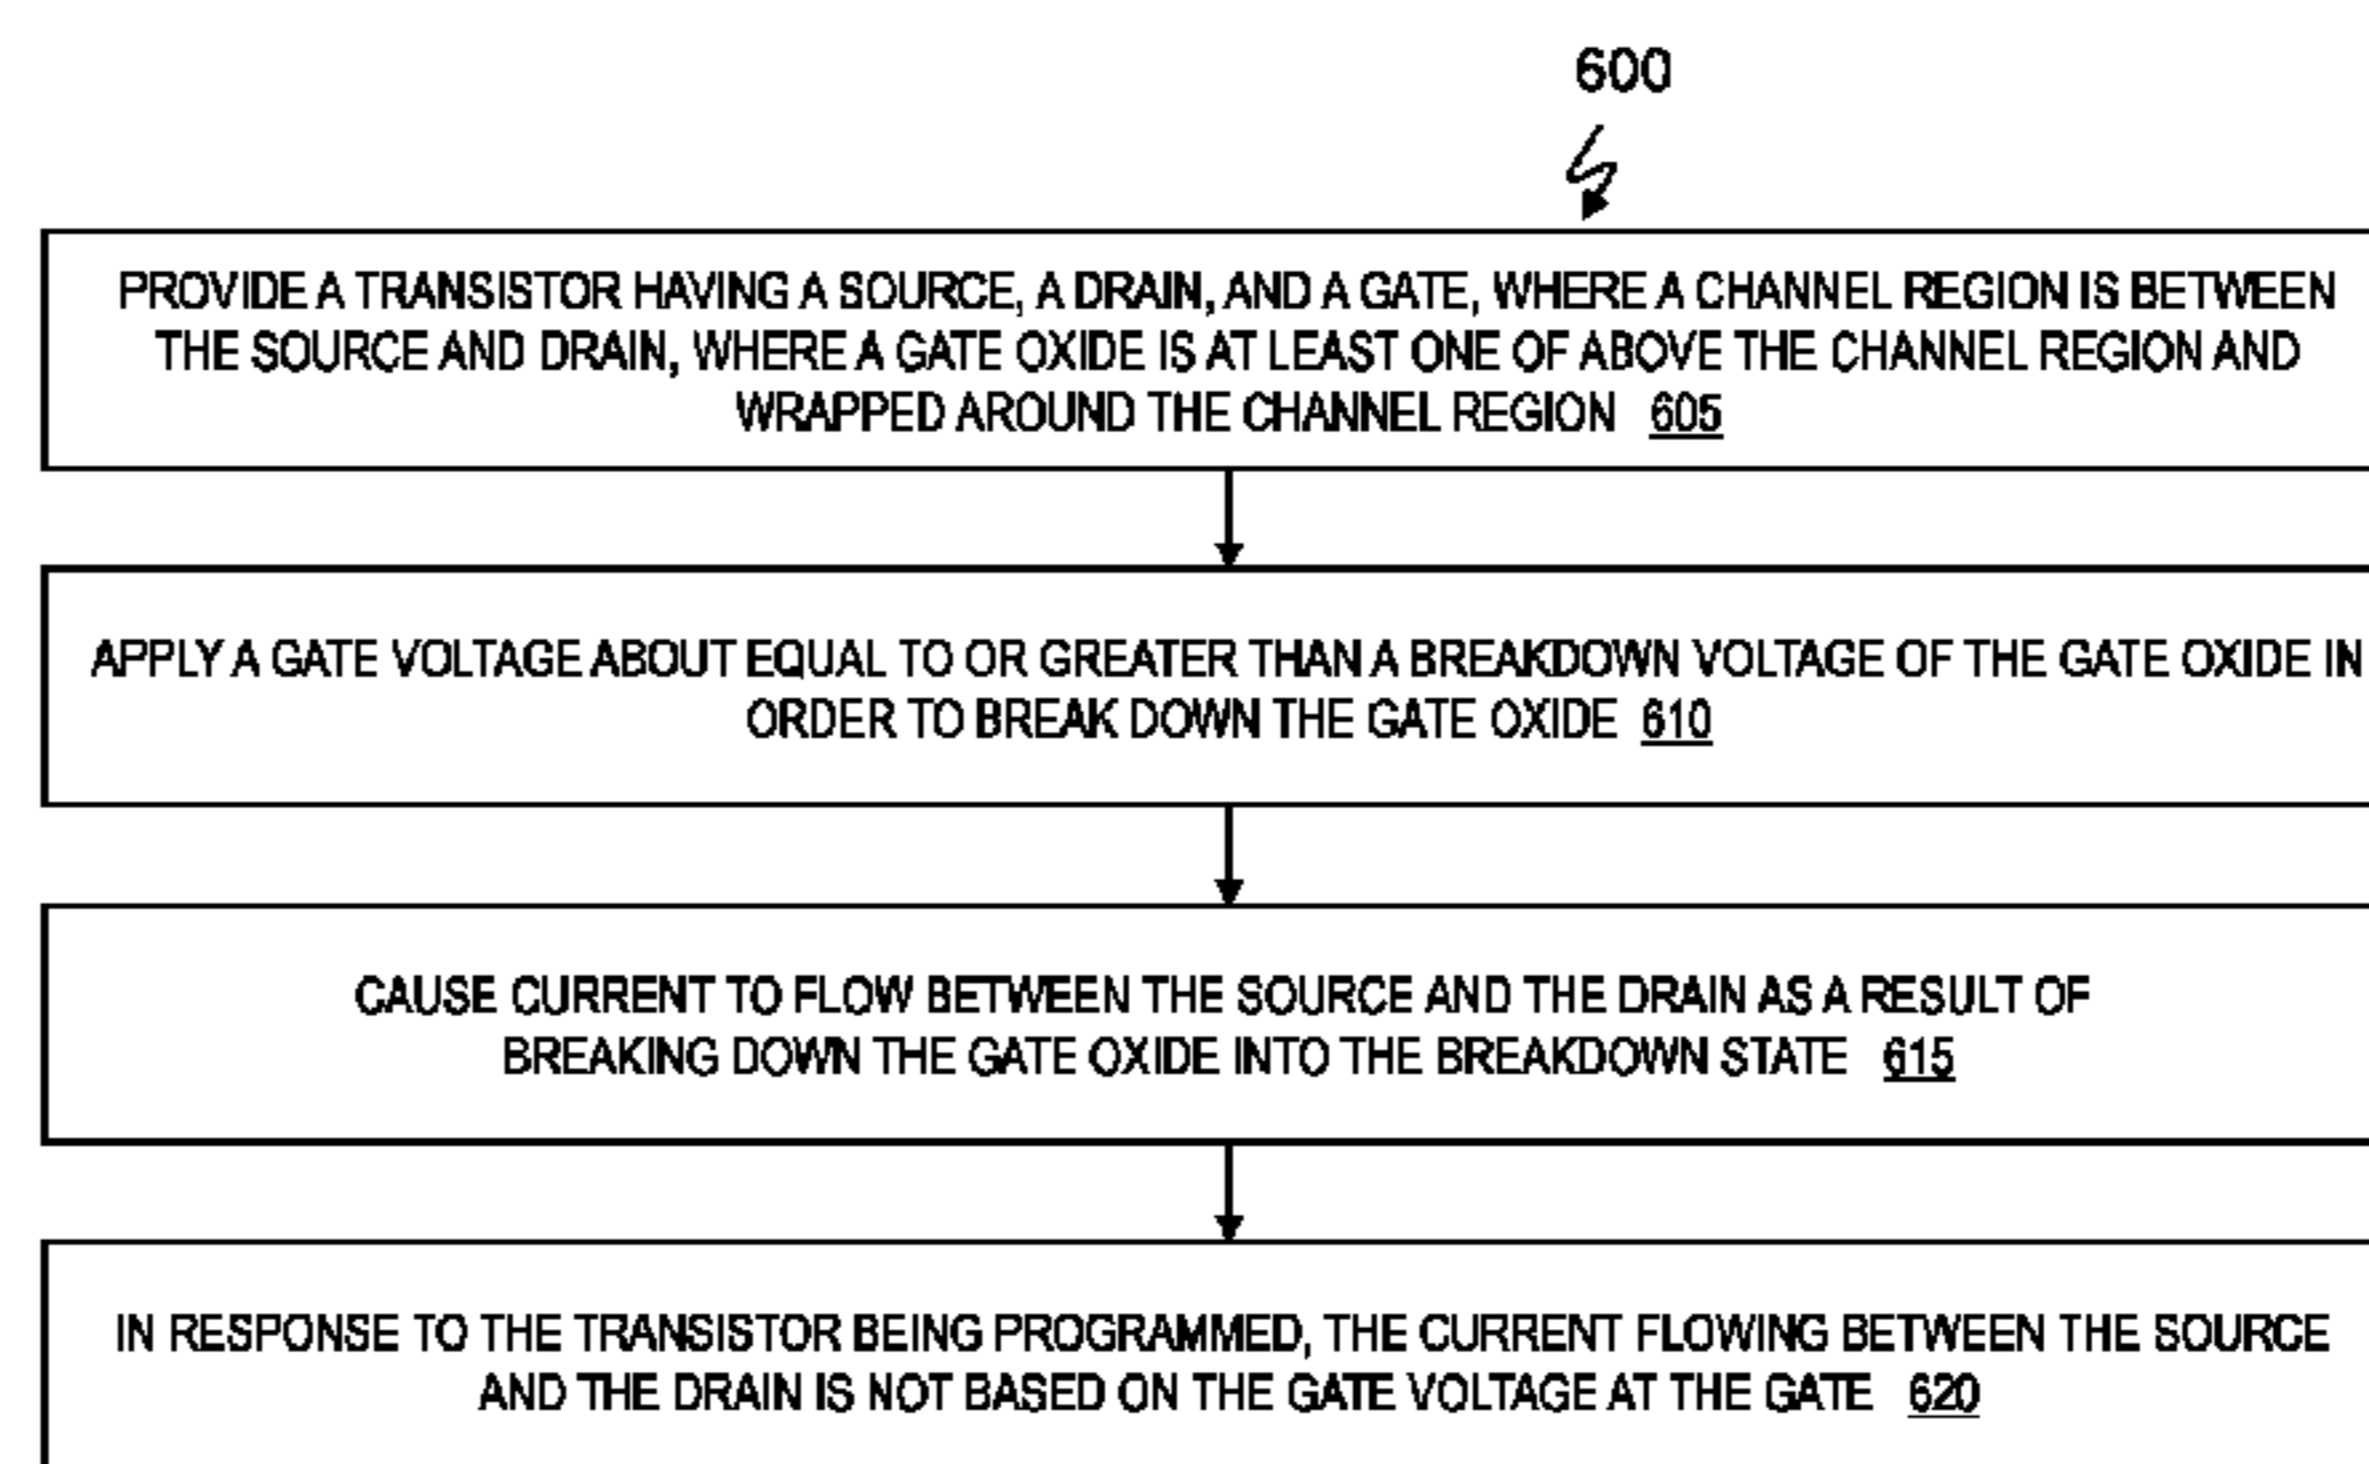 600
PROVIDE A TRANSISTOR HAVING A SOURCE, A DRAIN, AND A GATE, WHERE A CHANNEL REGION IS BETWEEN
THE SOURCE AND DRAIN, WHERE A GATE OXIDE IS AT LEAST ONE OF ABOVE THE CHANNEL REGION AND
WRAPPED AROUND THE CHANNEL REGION 605
APPLY A GATE VOLTAGE ABOUT EQUAL TO OR GREATER THAN A BREAKDOWN VOLTAGE OF THE GATE OXIDE IN
ORDER TO BREAK DOWN THE GATE OXIDE 610
CAUSE CURRENT TO FLOW BETWEEN THE SOURCE AND THE DRAIN AS A RESULT OF
BREAKING DOWN THE GATE OXIDE INTO THE BREAKDOWN STATE 615
IN RESPONSE TO THE TRANSISTOR BEING PROGRAMMED, THE CURRENT FLOWING BETWEEN THE SOURCE
AND THE DRAIN IS NOT BASED ON THE GATE VOLTAGE AT THE GATE 620